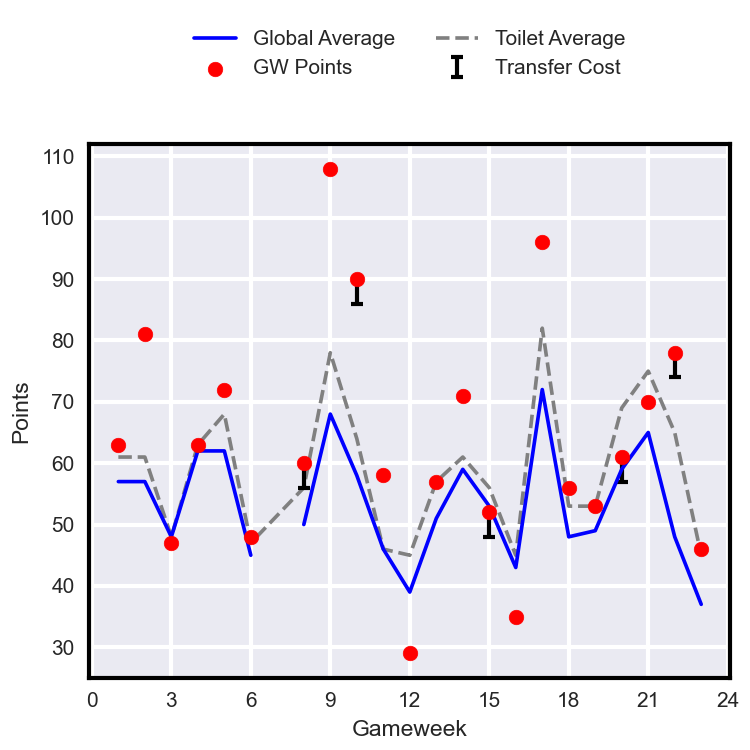 Global Average
Toilet Average
GW Points
Transfer Cost
110
100
90
80
70
60
50
40
30
Points
0 3 6 9 12 15 18 21 24
Gameweek